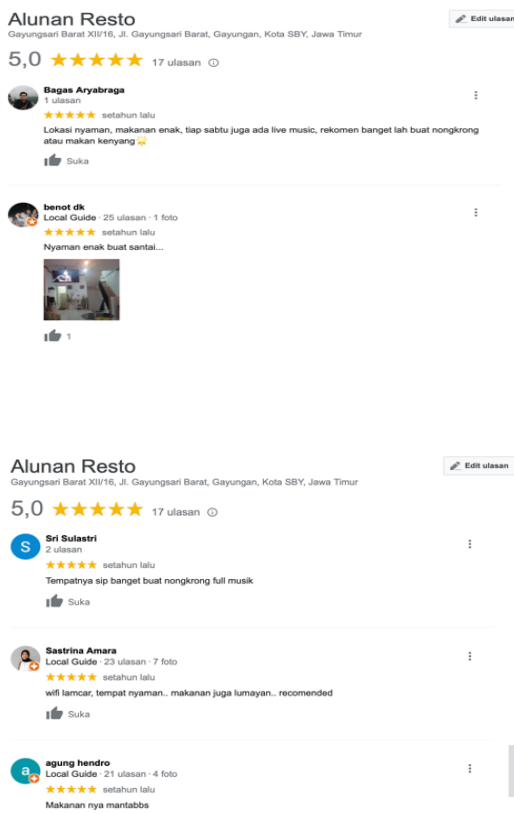 Alunan Resto
Edit ulasan
Gayungsari Barat XII/16, Jl. Gayungsari Barat, Gayungan, Kota SBY, Jawa Timur
5,0 17 ulasan
Bagas Aryabraga
1 ulasan
setahun lalu
Lokasi nyaman, makanan enak, tiap sabtu juga ada live music, rekomen banget lah buat nongkrong
atau makan kenyang
Suka
benot dk
Local Guide · 25 ulasan · 1 foto
setahun lalu
Nyaman enak buat santai...
1
Alunan Resto
Edit ulasan
Gayungsari Barat XII/16, Jl. Gayungsari Barat, Gayungan, Kota SBY, Jawa Timur
5,0 17 ulasan
S
Sri Sulastri
2 ulasan
setahun lalu
Tempatnya sip banget buat nongkrong full musik
Suka
Sastrina Amara
Local Guide · 23 ulasan · 7 foto
setahun lalu
wifi lamcar, tempat nyaman.. makanan juga lumayan.. recomended
Suka
a
agung hendro
Local Guide · 21 ulasan · 4 foto
setahun lalu
Makanan nya mantabbs